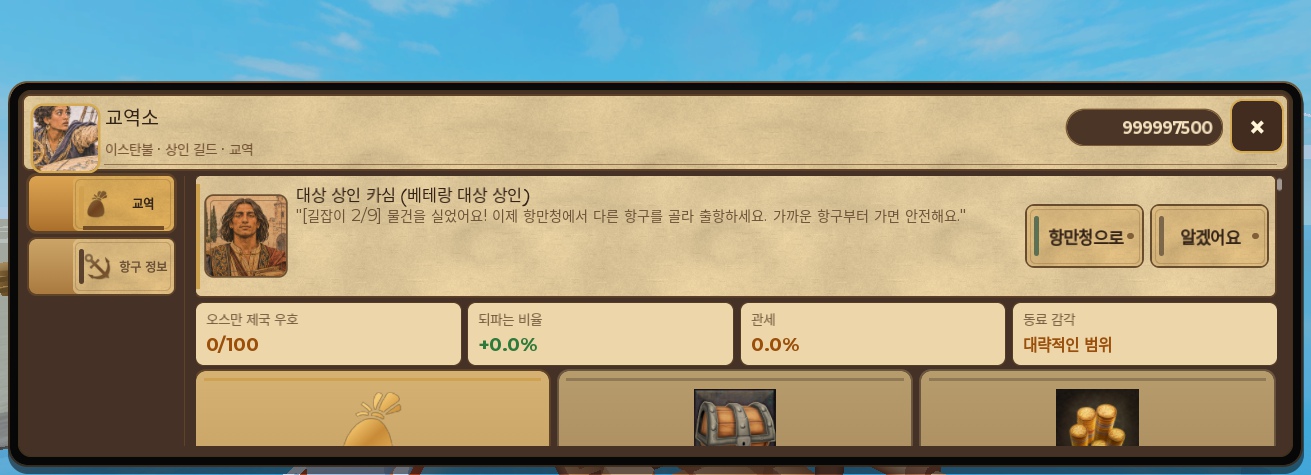 교역소
이스탄불 · 상인 길드 · 교역
999997500
교역
항구 정보
대상 상인 카심 (베테랑 대상 상인)
"[길잡이 2/9] 물건을 실었어요! 이제 항만청에서 다른 항구를 골라 출항하세요. 가까운 항구부터 가면 안전해요."
항만청으로
알겠어요
오스만 제국 우호
0/100
되파는 비율
+0.0%
관세
0.0%
동료 감각
대략적인 범위